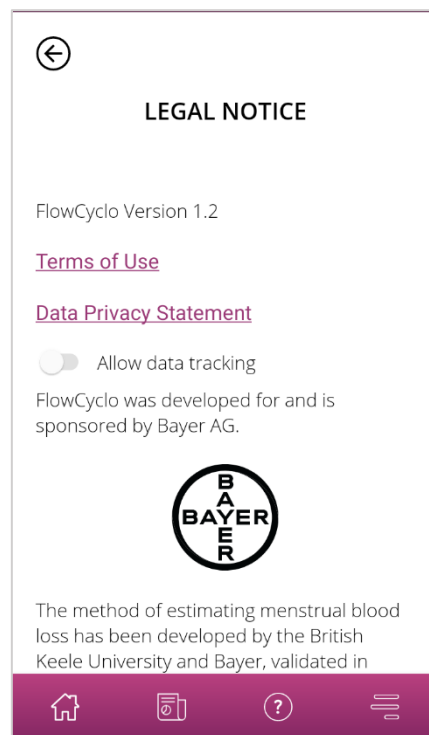 LEGAL NOTICE
FlowCyclo Version 1.2
Terms of Use
Data Privacy Statement
Allow data tracking
FlowCyclo was developed for and is
sponsored by Bayer AG.
BAYER
BAYER
The method of estimating menstrual blood
loss has been developed by the British
Keele University and Bayer, validated in
?